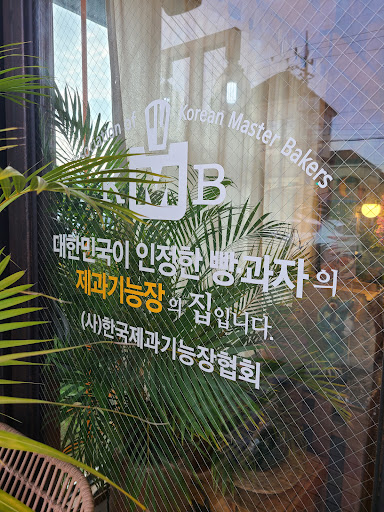 of Korean Master Bakers
B
대한민국이 인정한 빵·과자의
제과기능장의 집입니다.
(사)한국제과기능장협회